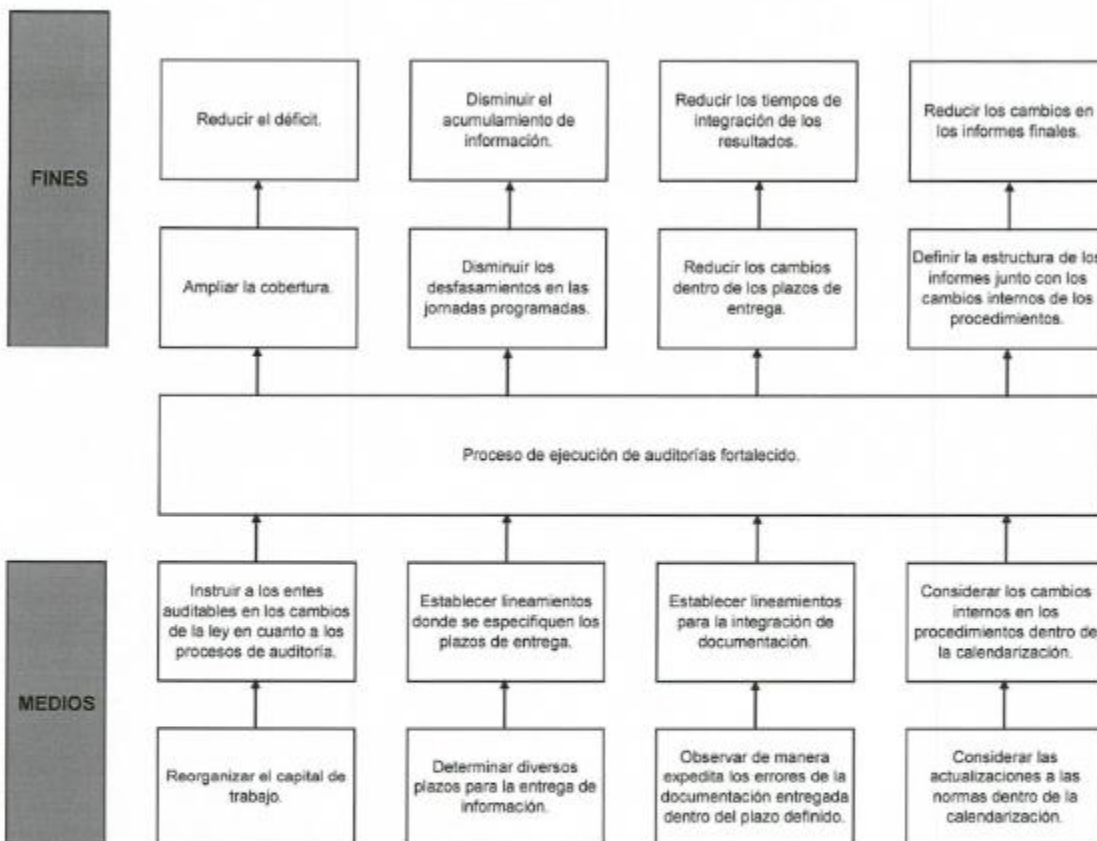 FINES
Reducir el déficit.
Disminuir el
acumulamiento de
información.
Reducir los tiempos de
integración de los
resultados.
Reducir los cambios en
los informes finales.
Ampliar la cobertura.
Disminuir los
desfasamientos en las
jornadas programadas.
Reducir los cambios
dentro de los plazos de
entrega.
Definir la estructura de los
informes junto con los
cambios internos de los
procedimientos.
Proceso de ejecución de auditorías fortalecido.
MEDIOS
Instruir a los entes
auditables en los cambios
de la ley en cuanto a los
procesos de auditoría.
Establecer lineamientos
donde se especifiquen los
plazos de entrega.
Establecer lineamientos
para la integración de
documentación.
Considerar los cambios
internos en los
procedimientos dentro de
la calendarización.
Reorganizar el capital de
trabajo.
Determinar diversos
plazos para la entrega de
información.
Observar de manera
expedita los errores de la
documentación entregada
dentro del plazo definido.
Considerar las
actualizaciones a las
normas dentro de la
calendarización.